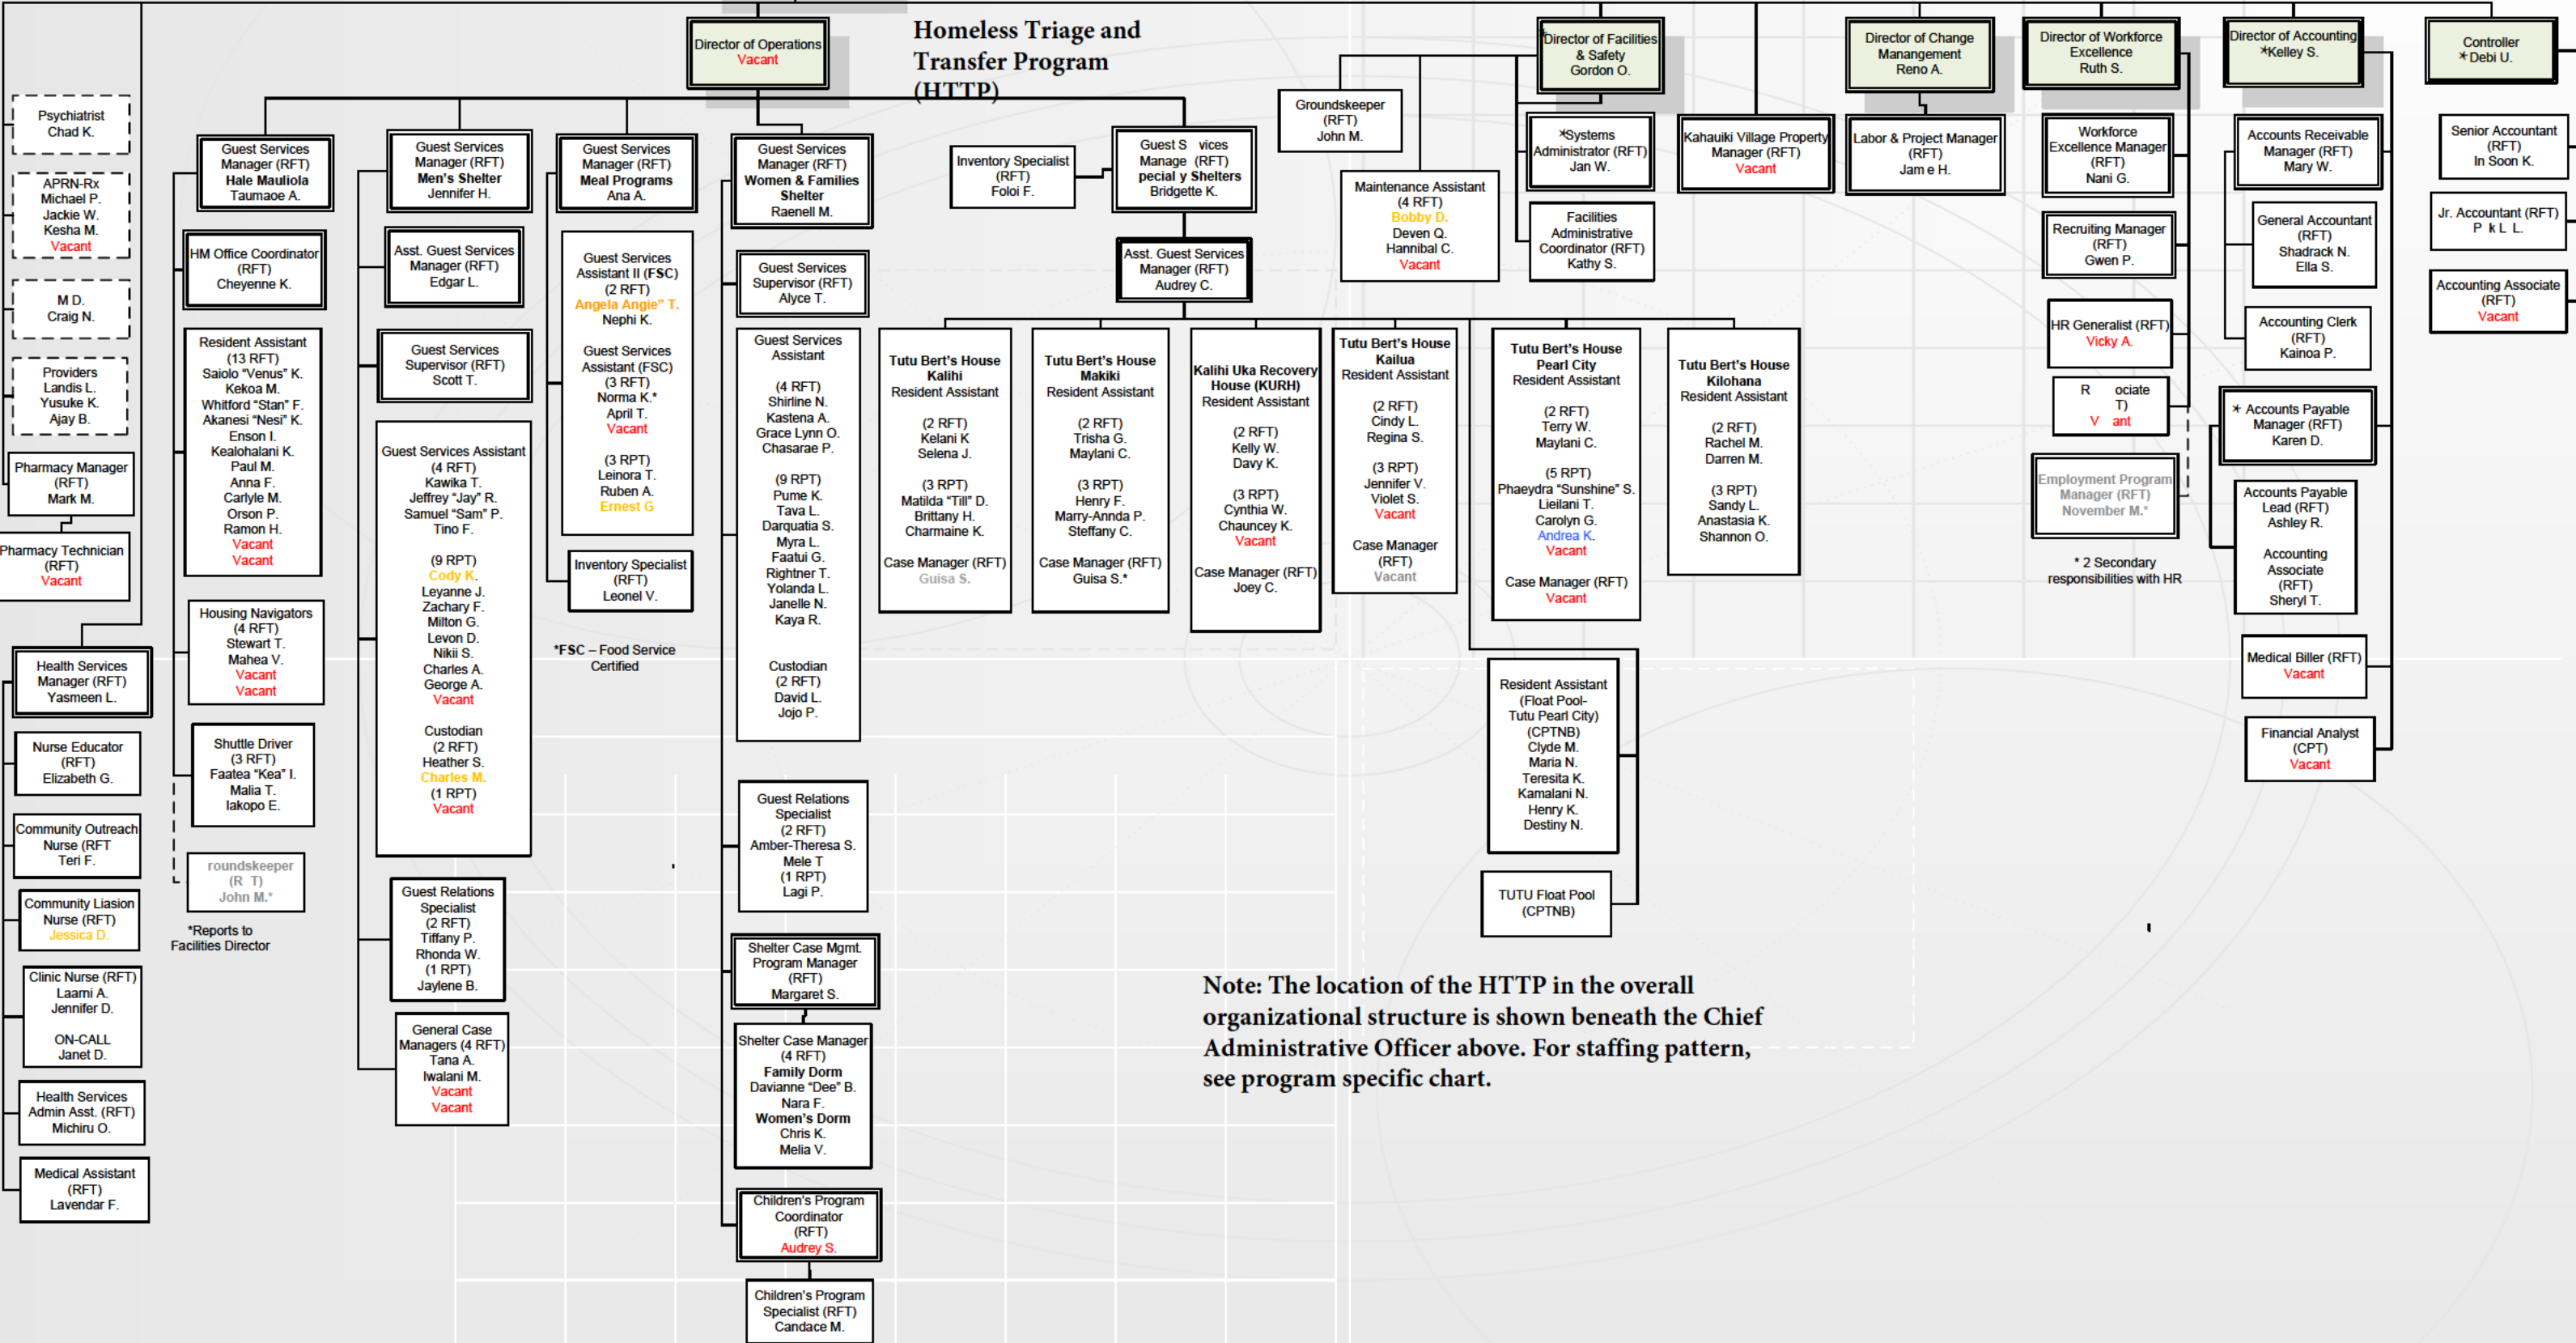 Director of Operations
Vacant
Homeless Triage and
Transfer Program
(HTTP)
Director of Facilities
& Safety
Gordon O.
Director of Change
Manangement
Reno A.
Director of Workforce
Excellence
Ruth S.
Director of Accounting
*Kelley S.
Controller
*Debi U.
Psychiatrist
Chad K.
APRN-Rx
Michael P.
Jackie W.
Kesha M.
Vacant
M D.
Craig N.
Providers
Landis L.
Yusuke K.
Ajay B.
Pharmacy Manager
(RFT)
Mark M.
Pharmacy Technician
(RFT)
Vacant
Health Services
Manager (RFT)
Yasmeen L.
Nurse Educator
(RFT)
Elizabeth G.
Community Outreach
Nurse (RFT
Teri F.
Community Liasion
Nurse (RFT)
Jessica D.
Clinic Nurse (RFT)
Laarni A.
Jennifer D.
ON-CALL
Janet D.
Health Services
Admin Asst. (RFT)
Michiru O.
Medical Assistant
(RFT)
Lavendar F.
Guest Services
Manager (RFT)
Hale Mauliola
Taumaoe A.
HM Office Coordinator
(RFT)
Cheyenne K.
Resident Assistant
(13 RFT)
Saiolo “Venus” K.
Kekoa M.
Whitford “Stan” F.
Akanesi “Nesi” K.
Enson I.
Kealohalani K.
Paul M.
Anna F.
Carlyle M.
Orson P.
Ramon H.
Vacant
Vacant
Housing Navigators
(4 RFT)
Stewart T.
Mahea V.
Vacant
Vacant
Shuttle Driver
(3 RFT)
Faatea “Kea” I.
Malia T.
Iakopo E.
roundskeeper
(R T)
John M.*
*Reports to
Facilities Director
Guest Services
Manager (RFT)
Men’s Shelter
Jennifer H.
Asst. Guest Services
Manager (RFT)
Edgar L.
Guest Services
Supervisor (RFT)
Scott T.
Guest Services Assistant
(4 RFT)
Kawika T.
Jeffrey “Jay” R.
Samuel “Sam” P.
Tino F.
(9 RPT)
Cody K.
Leyanne J.
Zachary F.
Milton G.
Levon D.
Nikii S.
Charles A.
George A.
Vacant
Custodian
(2 RFT)
Heather S.
Charles M.
(1 RPT)
Vacant
Guest Relations
Specialist
(2 RFT)
Tiffany P.
Rhonda W.
(1 RPT)
Jaylene B.
General Case
Managers (4 RFT)
Tana A.
Iwalani M.
Vacant
Vacant
Guest Services
Manager (RFT)
Meal Programs
Ana A.
Guest Services
Assistant II (FSC)
(2 RFT)
Angela Angie” T.
Nephi K.
Guest Services
Assistant (FSC)
(3 RFT)
Norma K.*
April T.
Vacant
(3 RPT)
Leinora T.
Ruben A.
Ernest G
Inventory Specialist
(RFT)
Leonel V.
*FSC – Food Service
Certified
Guest Services
Manager (RFT)
Women & Families
Shelter
Raenell M.
Guest Services
Supervisor (RFT)
Alyce T.
Guest Services
Assistant
(4 RFT)
Shirline N.
Kastena A.
Grace Lynn O.
Chasarae P.
(9 RPT)
Pume K.
Tava L.
Darquatia S.
Myra L.
Faatui G.
Rightner T.
Yolanda L.
Janelle N.
Kaya R.
Custodian
(2 RFT)
David L.
Jojo P.
Guest Relations
Specialist
(2 RFT)
Amber-Theresa S.
Mele T
(1 RPT)
Lagi P.
Shelter Case Mgmt.
Program Manager
(RFT)
Margaret S.
Shelter Case Manager
(4 RFT)
Family Dorm
Davianne “Dee” B.
Nara F.
Women’s Dorm
Chris K.
Melia V.
Children’s Program
Coordinator
(RFT)
Audrey S.
Children’s Program
Specialist (RFT)
Candace M.
Inventory Specialist
(RFT)
Foloi F.
Guest S vices
Manage (RFT)
pecial y Shelters
Bridgette K.
Asst. Guest Services
Manager (RFT)
Audrey C.
Tutu Bert’s House
Kalihi
Resident Assistant
(2 RFT)
Kelani K
Selena J.
(3 RPT)
Matilda “Till” D.
Brittany H.
Charmaine K.
Case Manager (RFT)
Guisa S.
Tutu Bert’s House
Makiki
Resident Assistant
(2 RFT)
Trisha G.
Maylani C.
(3 RPT)
Henry F.
Marry-Annda P.
Steffany C.
Case Manager (RFT)
Guisa S.*
Kalihi Uka Recovery
House (KURH)
Resident Assistant
(2 RFT)
Kelly W.
Davy K.
(3 RPT)
Cynthia W.
Chauncey K.
Vacant
Case Manager (RFT)
Joey C.
Tutu Bert’s House
Kailua
Resident Assistant
(2 RFT)
Cindy L.
Regina S.
(3 RPT)
Jennifer V.
Violet S.
Vacant
Case Manager
(RFT)
Vacant
Tutu Bert’s House
Pearl City
Resident Assistant
(2 RFT)
Terry W.
Maylani C.
(5 RPT)
Phaeydra “Sunshine” S.
Lieilani T.
Carolyn G.
Andrea K.
Vacant
Case Manager (RFT)
Vacant
Tutu Bert’s House
Kilohana
Resident Assistant
(2 RFT)
Rachel M.
Darren M.
(3 RPT)
Sandy L.
Anastasia K.
Shannon O.
Resident Assistant
(Float Pool-
Tutu Pearl City)
(CPTNB)
Clyde M.
Maria N.
Teresita K.
Kamalani N.
Henry K.
Destiny N.
TUTU Float Pool
(CPTNB)
Groundskeeper
(RFT)
John M.
Maintenance Assistant
(4 RFT)
Bobby D.
Deven Q.
Hannibal C.
Vacant
*Systems
Administrator (RFT)
Jan W.
Facilities
Administrative
Coordinator (RFT)
Kathy S.
Kahauiki Village Property
Manager (RFT)
Vacant
Labor & Project Manager
(RFT)
Jam e H.
Workforce
Excellence Manager
(RFT)
Nani G.
Recruiting Manager
(RFT)
Gwen P.
HR Generalist (RFT)
Vicky A.
R ociate
T)
V ant
Employment Program
Manager (RFT)
November M.*
* 2 Secondary
responsibilities with HR
Accounts Receivable
Manager (RFT)
Mary W.
General Accountant
(RFT)
Shadrack N.
Ella S.
Accounting Clerk
(RFT)
Kainoa P.
* Accounts Payable
Manager (RFT)
Karen D.
Accounts Payable
Lead (RFT)
Ashley R.
Accounting
Associate
(RFT)
Sheryl T.
Medical Biller (RFT)
Vacant
Financial Analyst
(CPT)
Vacant
Senior Accountant
(RFT)
In Soon K.
Jr. Accountant (RFT)
P k L L.
Accounting Associate
(RFT)
Vacant
Note: The location of the HTTP in the overall
organizational structure is shown beneath the Chief
Administrative Officer above. For staffing pattern,
see program specific chart.